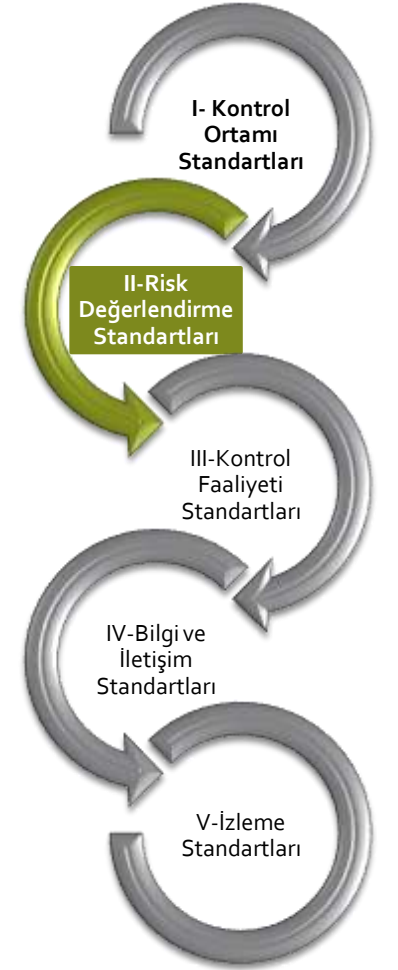 I- Kontrol
Ortamı
Standartları
II-Risk
Değerlendirme
Standartları
III-Kontrol
Faaliyeti
Standartları
IV-Bilgi ve
İletişim
Standartları
V-İzleme
Standartları